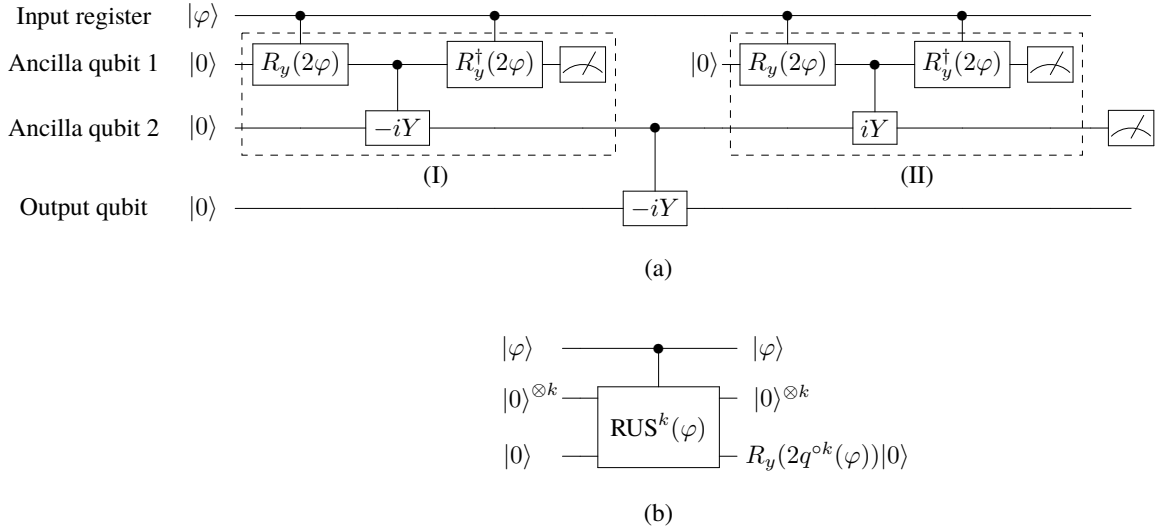 Input register |φ⟩
Ancilla qubit 1 |0⟩ R_y(2φ) R_y^†(2φ) |0⟩ R_y(2φ) R_y^†(2φ)
Ancilla qubit 2 |0⟩ −iY iY
(I) (II)
Output qubit |0⟩ −iY
(a)
|φ⟩ |φ⟩
|0⟩^{⊗k} |0⟩^{⊗k}
RUS^k(φ)
|0⟩ R_y(2q^{∘k}(φ))|0⟩
(b)